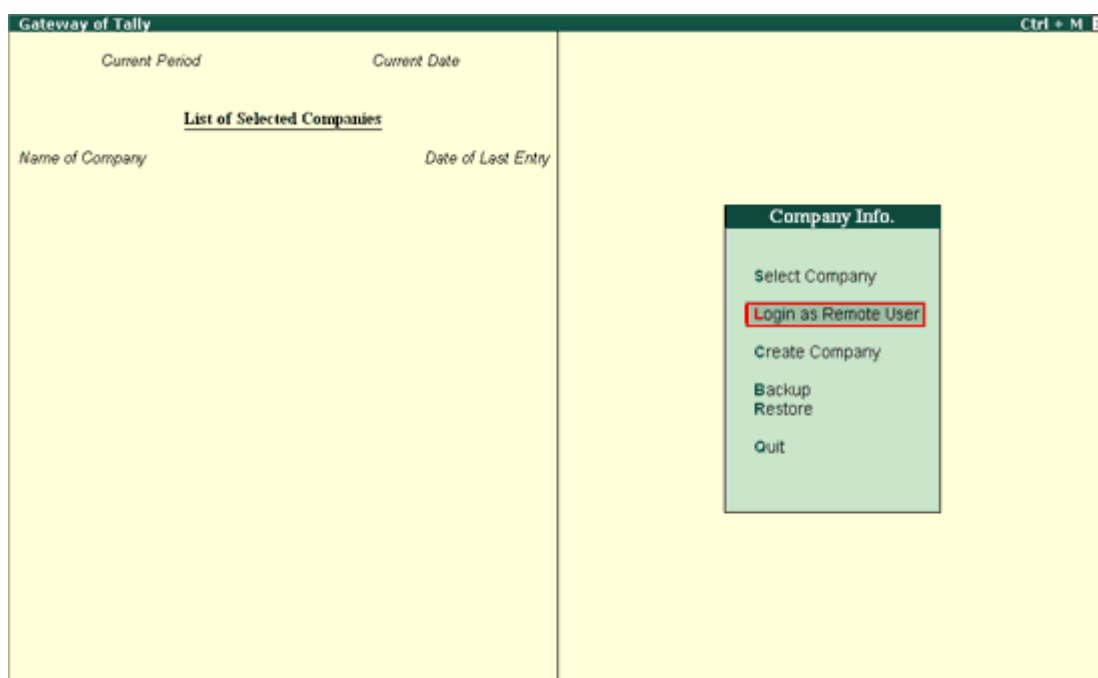 Gateway of Tally Ctrl + M
Current Period Current Date
List of Selected Companies
Name of Company Date of Last Entry
Company Info.
Select Company
Login as Remote User
Create Company
Backup
Restore
Quit